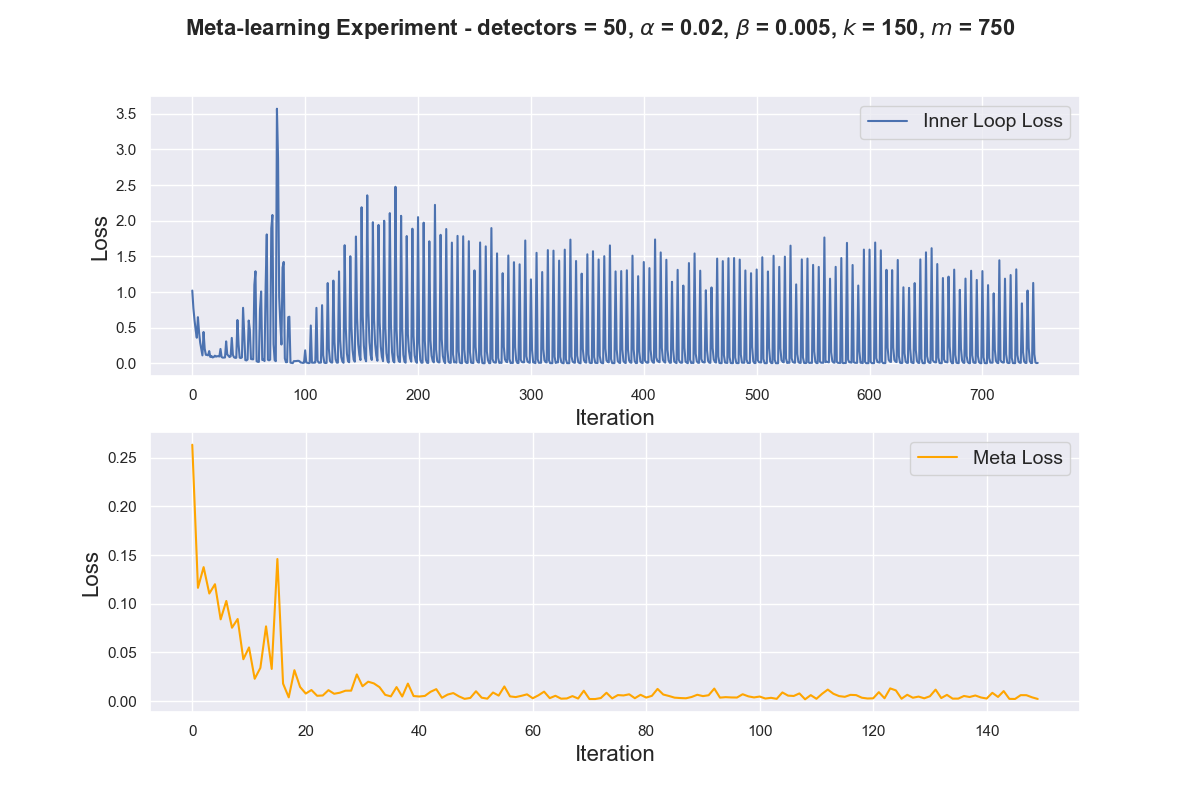 Meta-learning Experiment - detectors = 50, α = 0.02, β = 0.005, k = 150, m = 750
3.5
3.0
2.5
2.0
1.5
1.0
0.5
0.0
Loss
Inner Loop Loss
0 100 200 300 400 500 600 700
Iteration
0.25
0.20
0.15
0.10
0.05
0.00
Loss
Meta Loss
0 20 40 60 80 100 120 140
Iteration